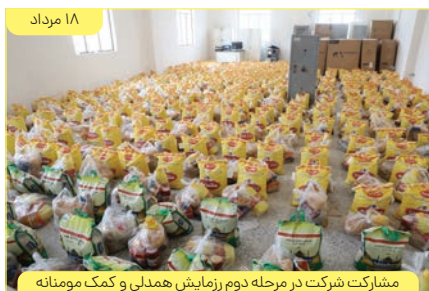 ۱۸ مرداد
مشارکت شرکت در مرحله دوم رزمایش همدلی و کمک مومنانه